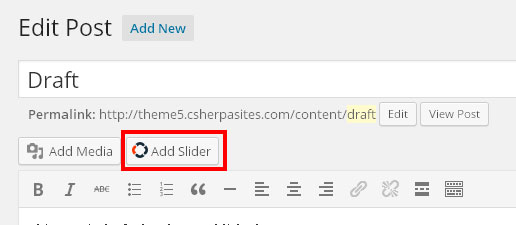 Edit Post Add New
Draft
Permalink: http://theme5.csherpasites.com/content/draft Edit View Post
Add Media Add Slider
B I ABC